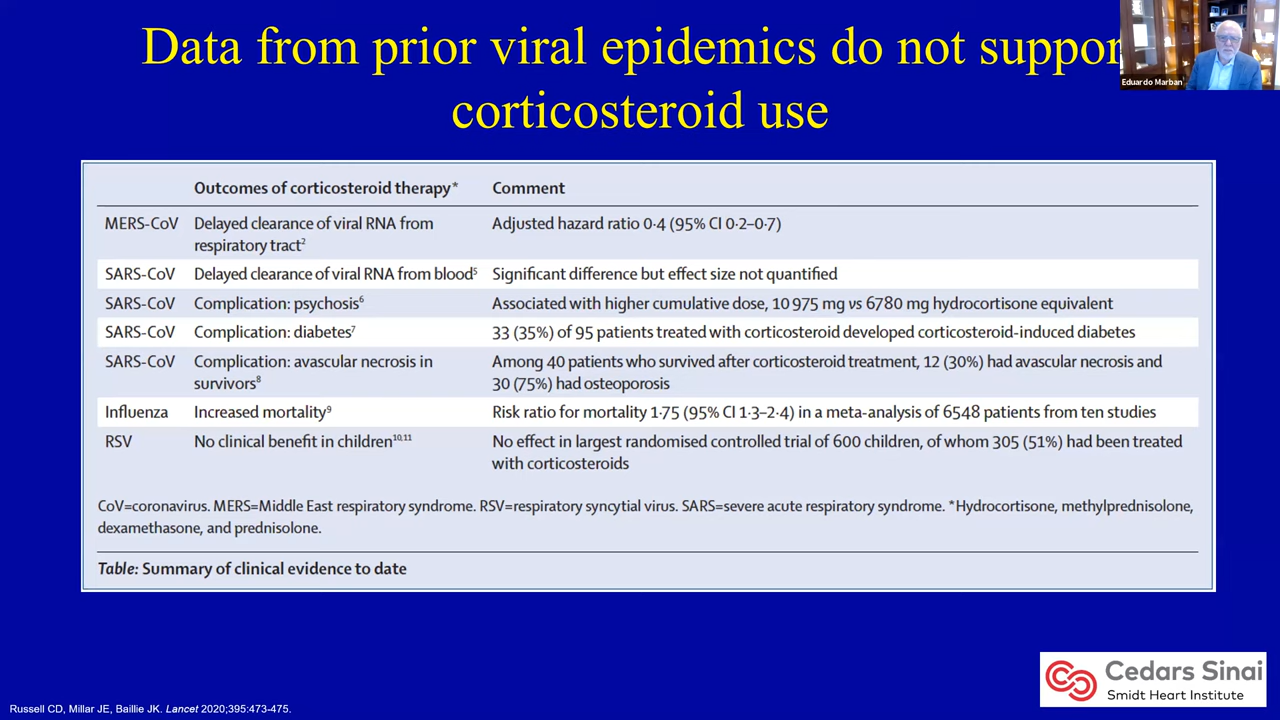 Data from prior viral epidemics do not suppor
corticosteroid use
Eduardo Marban
Outcomes of corticosteroid therapy* Comment
MERS-CoV Delayed clearance of viral RNA from respiratory tract² Adjusted hazard ratio 0·4 (95% CI 0·2–0·7)
SARS-CoV Delayed clearance of viral RNA from blood⁵ Significant difference but effect size not quantified
SARS-CoV Complication: psychosis⁶ Associated with higher cumulative dose, 10 975 mg vs 6780 mg hydrocortisone equivalent
SARS-CoV Complication: diabetes⁷ 33 (35%) of 95 patients treated with corticosteroid developed corticosteroid-induced diabetes
SARS-CoV Complication: avascular necrosis in survivors⁸ Among 40 patients who survived after corticosteroid treatment, 12 (30%) had avascular necrosis and 30 (75%) had osteoporosis
Influenza Increased mortality⁹ Risk ratio for mortality 1·75 (95% CI 1·3–2·4) in a meta-analysis of 6548 patients from ten studies
RSV No clinical benefit in children¹⁰,¹¹ No effect in largest randomised controlled trial of 600 children, of whom 305 (51%) had been treated with corticosteroids
CoV=coronavirus. MERS=Middle East respiratory syndrome. RSV=respiratory syncytial virus. SARS=severe acute respiratory syndrome. *Hydrocortisone, methylprednisolone,
dexamethasone, and prednisolone.
Table: Summary of clinical evidence to date
Cedars Sinai
Smidt Heart Institute
Russell CD, Millar JE, Baillie JK. Lancet 2020;395:473-475.